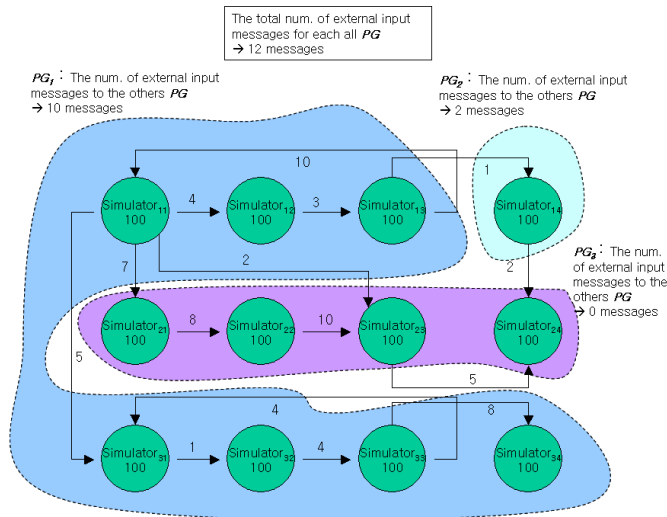 The total num. of external input
messages for each all PG
→ 12 messages
PG₁ : The num. of external input
messages to the others PG
→ 10 messages
PG₂ : The num. of external input
messages to the others PG
→ 2 messages
10
1
Simulator₁₁
100
4
Simulator₁₂
100
3
Simulator₁₃
100
Simulator₁₄
100
7
2
2
PG₃ : The num.
of external input
messages to the
others PG
→ 0 messages
Simulator₂₁
100
8
Simulator₂₂
100
10
Simulator₂₃
100
Simulator₂₄
100
5
5
4
8
Simulator₃₁
100
1
Simulator₃₂
100
4
Simulator₃₃
100
Simulator₃₄
100